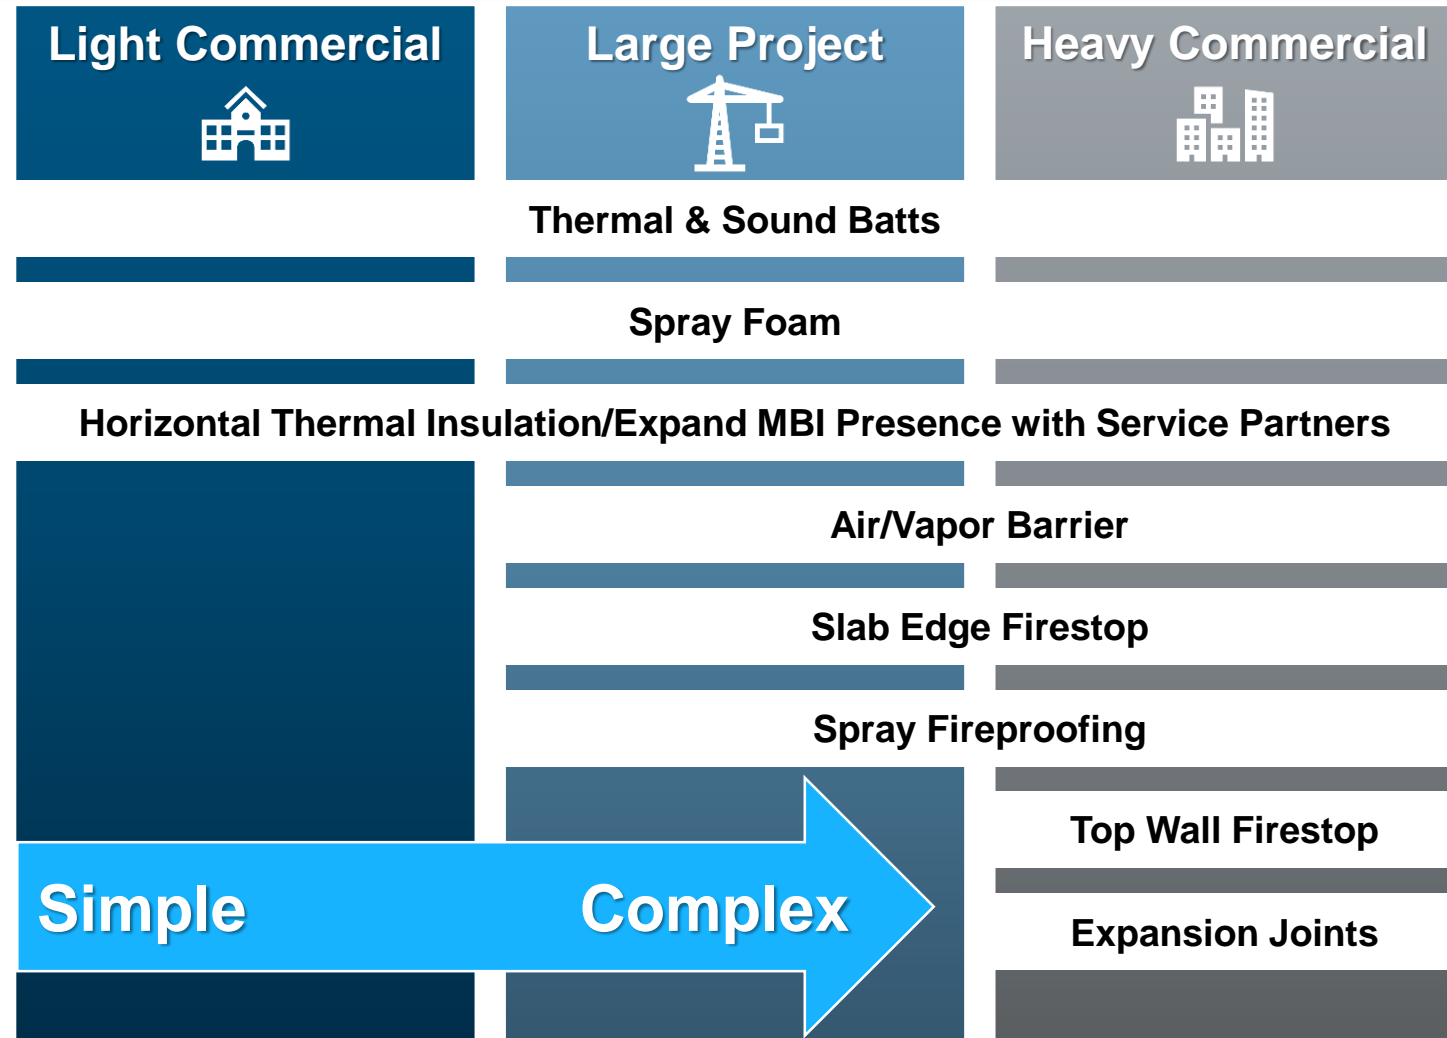 Light Commercial
Large Project
Heavy Commercial
Thermal & Sound Batts
Spray Foam
Horizontal Thermal Insulation/Expand MBI Presence with Service Partners
Air/Vapor Barrier
Slab Edge Firestop
Spray Fireproofing
Top Wall Firestop
Simple
Complex
Expansion Joints